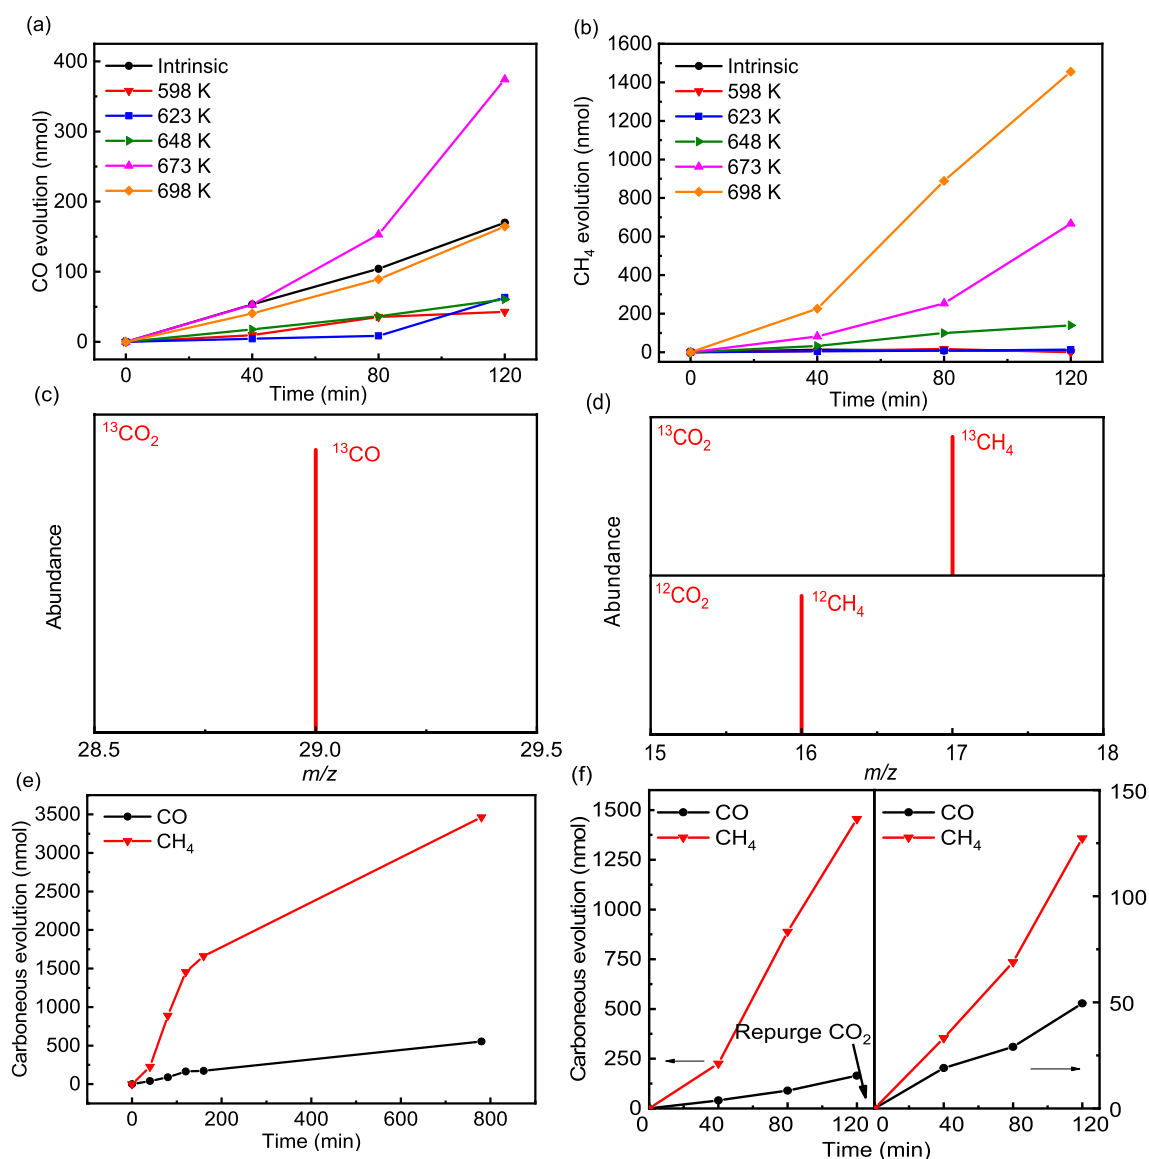 (a)
CO evolution (nmol)
400
300
200
100
0
Intrinsic
598 K
623 K
648 K
673 K
698 K
0 40 80 120
Time (min)
(b)
CH4 evolution (nmol)
1600
1400
1200
1000
800
600
400
200
0
Intrinsic
598 K
623 K
648 K
673 K
698 K
0 40 80 120
Time (min)
(c)
Abundance
13CO2
13CO
28.5 29.0 29.5
m/z
(d)
Abundance
13CO2
13CH4
12CO2
12CH4
15 16 17 18
m/z
(e)
Carboneous evolution (nmol)
3500
3000
2500
2000
1500
1000
500
0
CO
CH4
0 200 400 600 800
Time (min)
(f)
Carboneous evolution (nmol)
1500
1250
1000
750
500
250
0
CO
CH4
Repurge CO2
CO
CH4
150
100
50
0
0 40 80 120 0 40 80 120
Time (min)